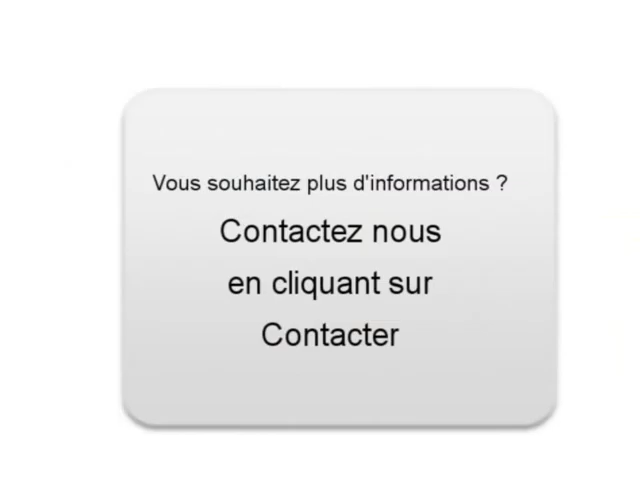 Vous souhaitez plus d'informations ?
Contactez nous
en cliquant sur
Contacter